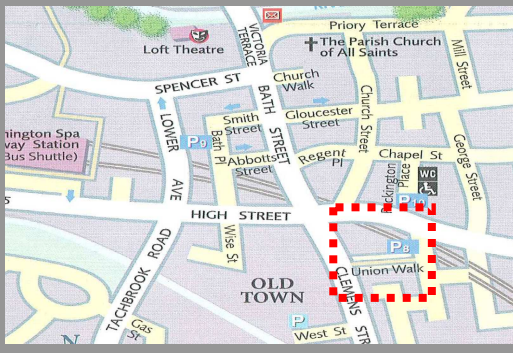 Priory Terrace
VICTORIA
TERRACE
Loft Theatre
The Parish Church
of All Saints
Mill Street
SPENCER ST
Church
Walk
BATH STREET
Smith
Street
Gloucester
Street
Church Street
LOWER AVE
Bath Pl
P9
Abbotts
Street
Regent
Pl
Chapel St
George Street
Place
WC
HIGH STREET
Wise St
P8
Union Walk
OLD
TOWN
CLEMENS STR
TACHBROOK ROAD
Gas
St
P
West St
N
ington Spa
way Station
Bus Shuttle)